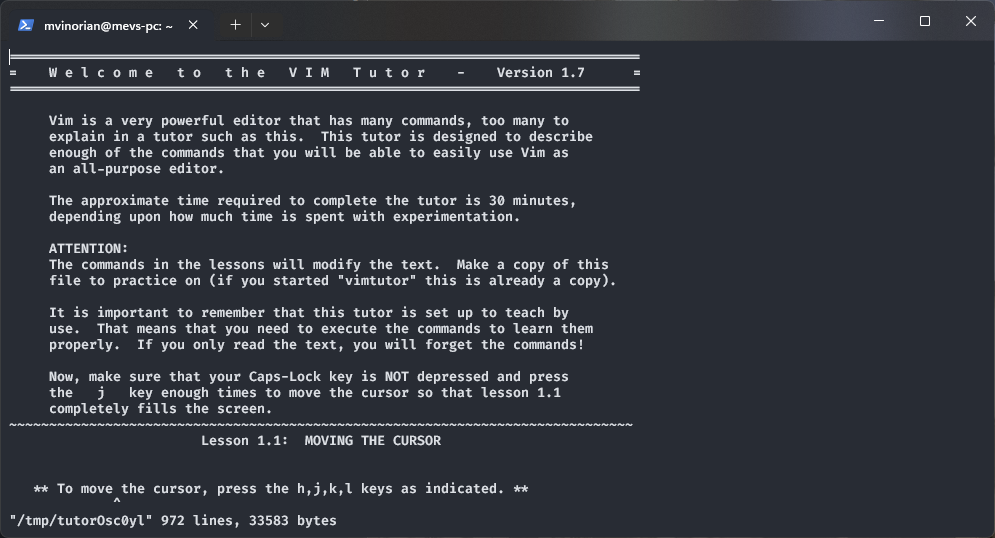 mvinorian@mevs-pc: ~
===============================================================================
=    W e l c o m e   t o   t h e   V I M   T u t o r    -    Version 1.7      =
===============================================================================
     Vim is a very powerful editor that has many commands, too many to
     explain in a tutor such as this.  This tutor is designed to describe
     enough of the commands that you will be able to easily use Vim as
     an all-purpose editor.
     The approximate time required to complete the tutor is 30 minutes,
     depending upon how much time is spent with experimentation.
     ATTENTION:
     The commands in the lessons will modify the text.  Make a copy of this
     file to practice on (if you started "vimtutor" this is already a copy).
     It is important to remember that this tutor is set up to teach by
     use.  That means that you need to execute the commands to learn them
     properly.  If you only read the text, you will forget the commands!
     Now, make sure that your Caps-Lock key is NOT depressed and press
     the   j   key enough times to move the cursor so that lesson 1.1
     completely fills the screen.
~~~~~~~~~~~~~~~~~~~~~~~~~~~~~~~~~~~~~~~~~~~~~~~~~~~~~~~~~~~~~~~~~~~~~~~~~~~~~~
                        Lesson 1.1:  MOVING THE CURSOR
   ** To move the cursor, press the h,j,k,l keys as indicated. **
             ^
"/tmp/tutorOsc0yl" 972 lines, 33583 bytes